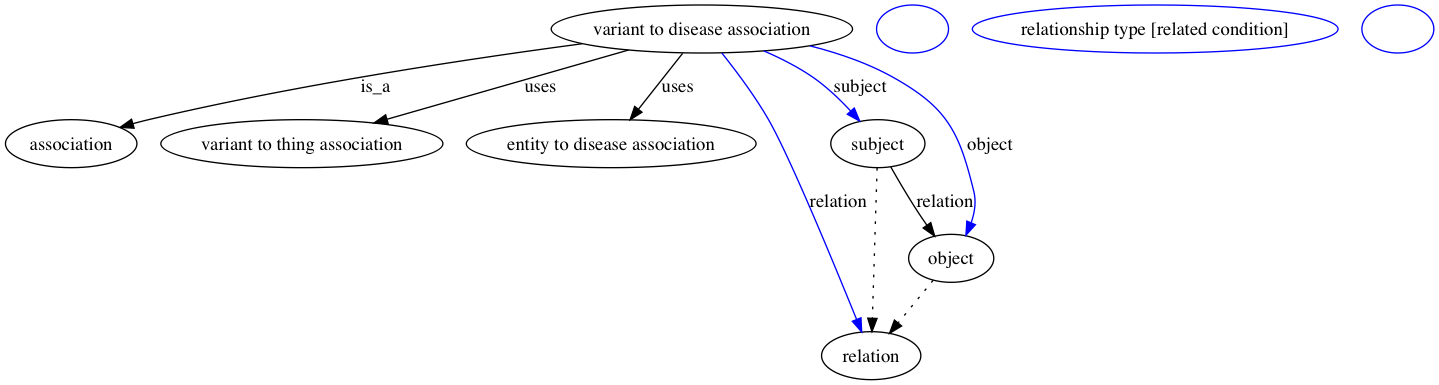 variant to disease association
relationship type [related condition]
is_a
uses
uses
subject
object
association
variant to thing association
entity to disease association
subject
relation
relation
object
relation